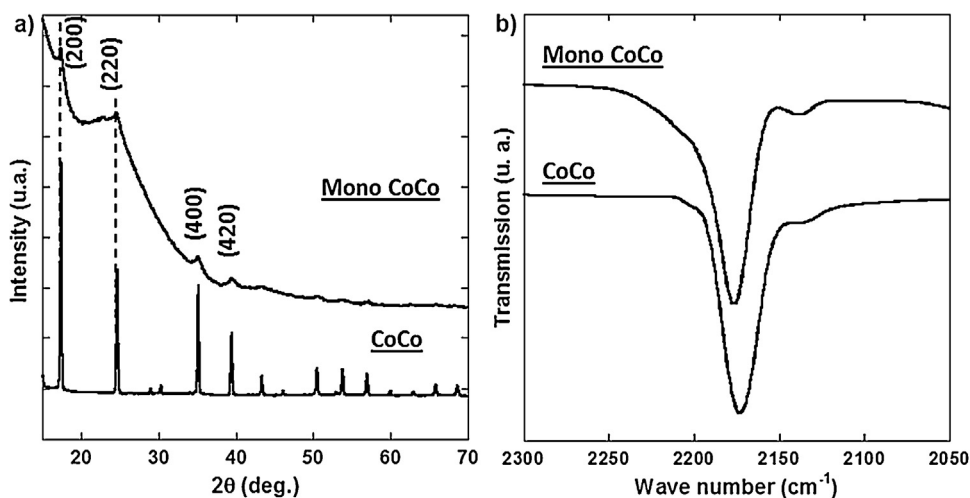 a)
(200)
(220)
Mono CoCo
(400)
(420)
CoCo
Intensity (u.a.)
20 30 40 50 60 70
2θ (deg.)
b)
Mono CoCo
CoCo
Transmission (u. a.)
2300 2250 2200 2150 2100 2050
Wave number (cm⁻¹)